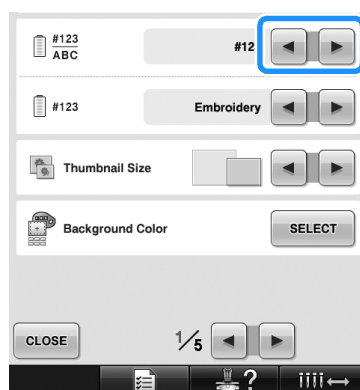 #123
ABC
#12
#123
Embroidery
Thumbnail Size
Background Color
SELECT
CLOSE
1/5
?